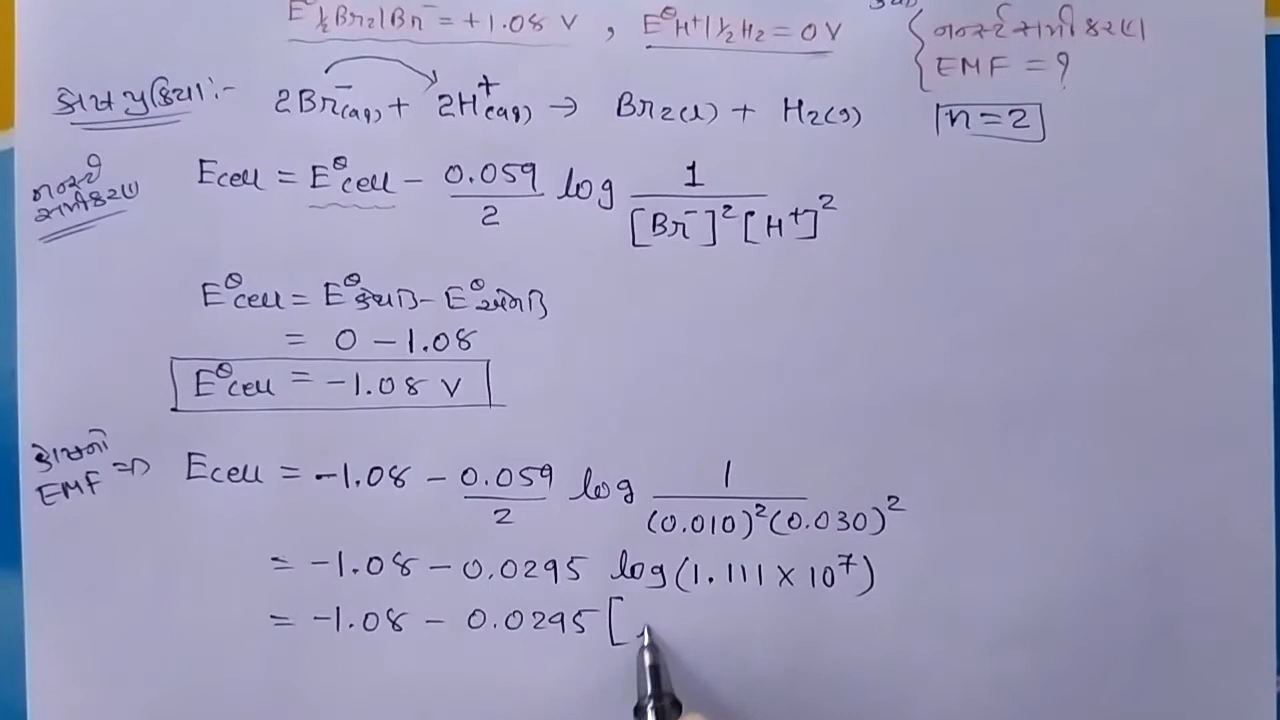 E⊖ ½Br2|Br⁻ = +1.08 V , E⊖ H+|½H2 = 0 V
નર્ન્સ્ટ સમીકરણ
EMF = ?
કોષ પ્રક્રિયા:- 2Br⁻(aq) + 2H+(aq) → Br2(l) + H2(g) n = 2
નર્ન્સ્ટ સમીકરણ
Ecell = E⊖cell - 0.059/2 log 1/[Br⁻]² [H+]²
E⊖cell = E⊖કેથોડ - E⊖એનોડ
= 0 - 1.08
E⊖cell = -1.08 V
કોષનો EMF ⇒ Ecell = -1.08 - 0.059/2 log 1/(0.010)²(0.030)²
= -1.08 - 0.0295 log(1.111 × 10⁷)
= -1.08 - 0.0295 [